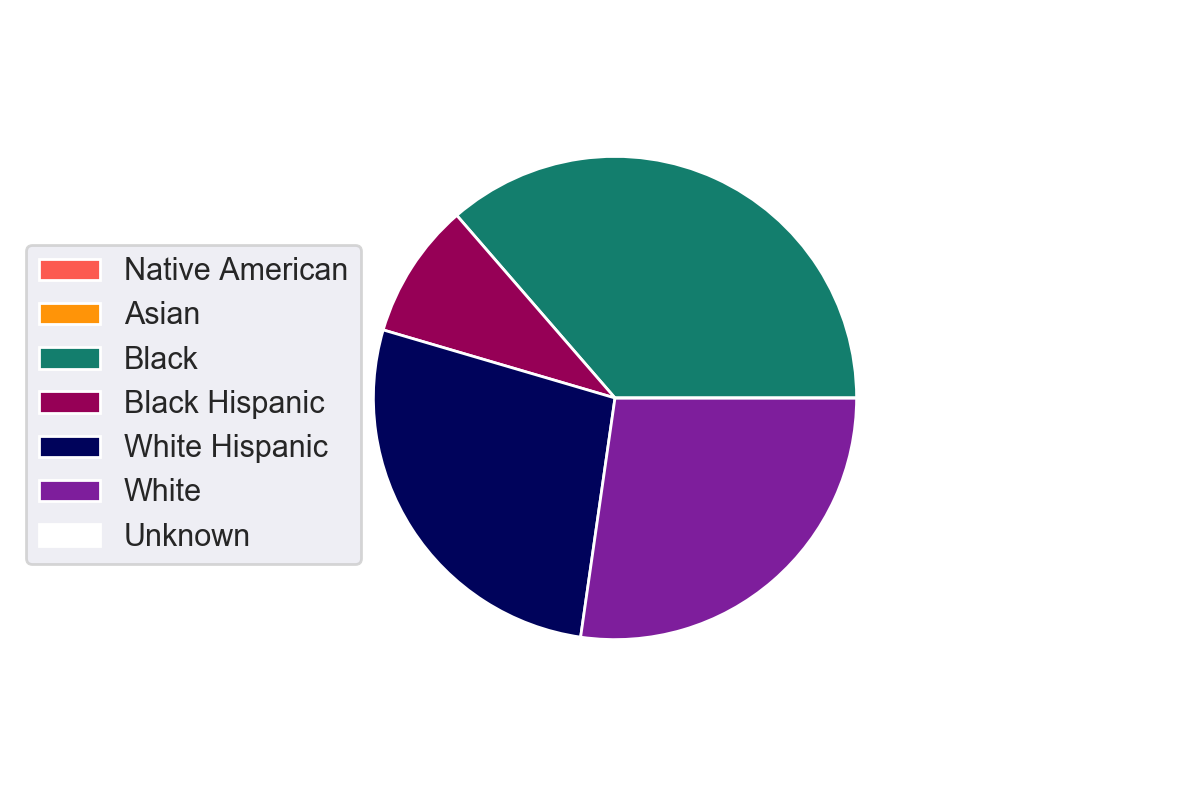 Native American
Asian
Black
Black Hispanic
White Hispanic
White
Unknown